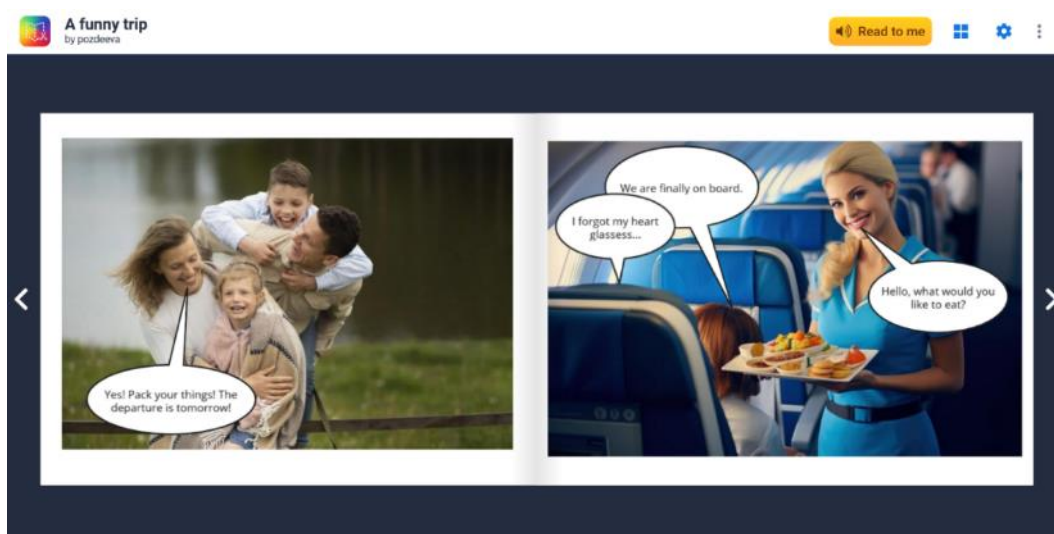 A funny trip
by pozdeeva
Read to me
Yes! Pack your things! The
departure is tomorrow!
We are finally on board.
I forgot my heart
glassess...
Hello, what would you
like to eat?